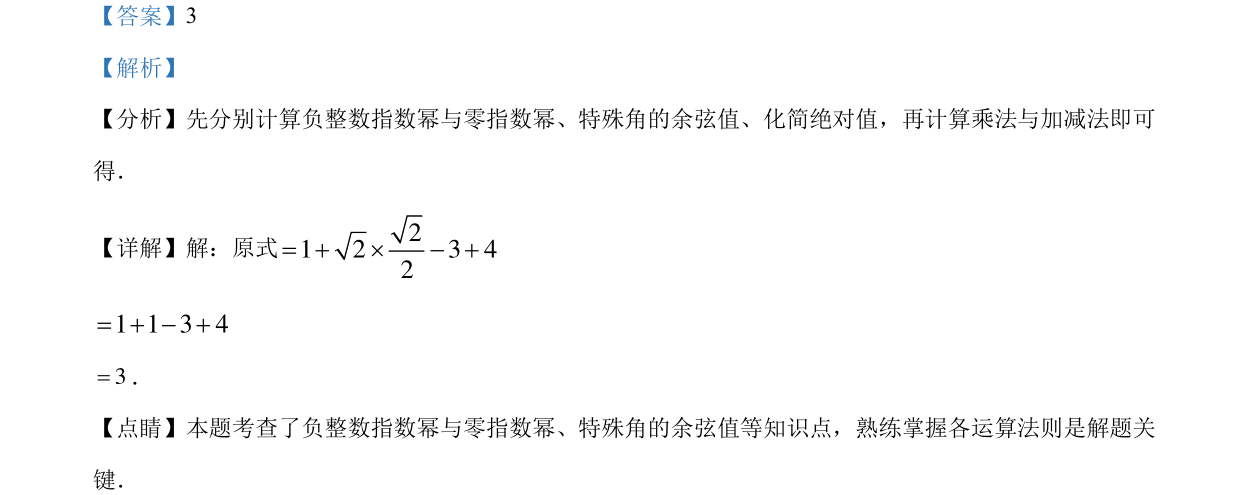 【答案】3
【解析】
【分析】先分别计算负整数指数幂与零指数幂、特殊角的余弦值、化简绝对值，再计算乘法与加减法即可
得．
【详解】解：原式=1+√2×√2/2−3+4
=1+1−3+4
=3．
【点睛】本题考查了负整数指数幂与零指数幂、特殊角的余弦值等知识点，熟练掌握各运算法则是解题关
键．